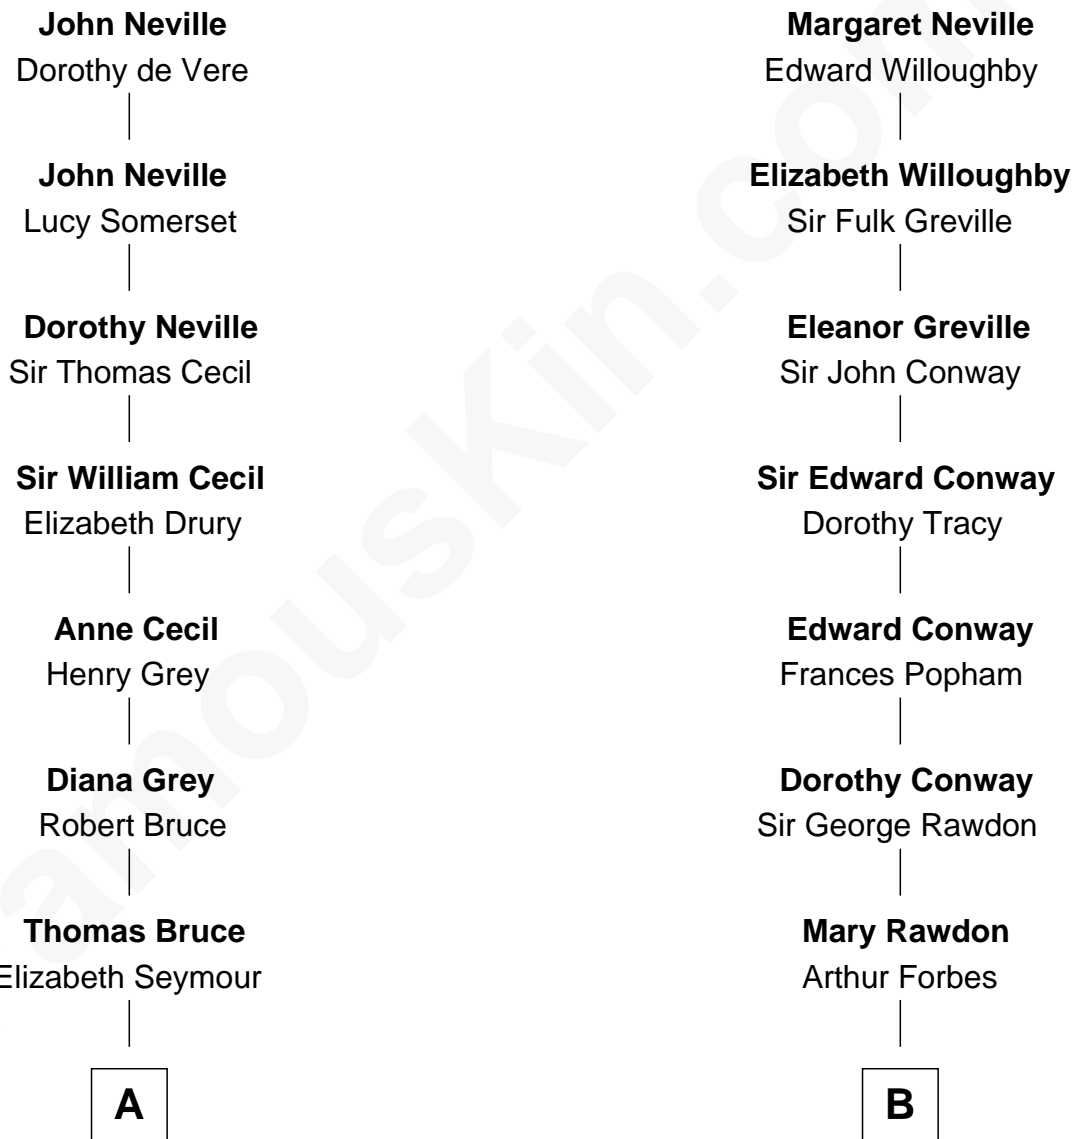 John Neville
Dorothy de Vere
John Neville
Lucy Somerset
Dorothy Neville
Sir Thomas Cecil
Sir William Cecil
Elizabeth Drury
Anne Cecil
Henry Grey
Diana Grey
Robert Bruce
Thomas Bruce
Elizabeth Seymour
A
Margaret Neville
Edward Willoughby
Elizabeth Willoughby
Sir Fulk Greville
Eleanor Greville
Sir John Conway
Sir Edward Conway
Dorothy Tracy
Edward Conway
Frances Popham
Dorothy Conway
Sir George Rawdon
Mary Rawdon
Arthur Forbes
B
amouskin.com